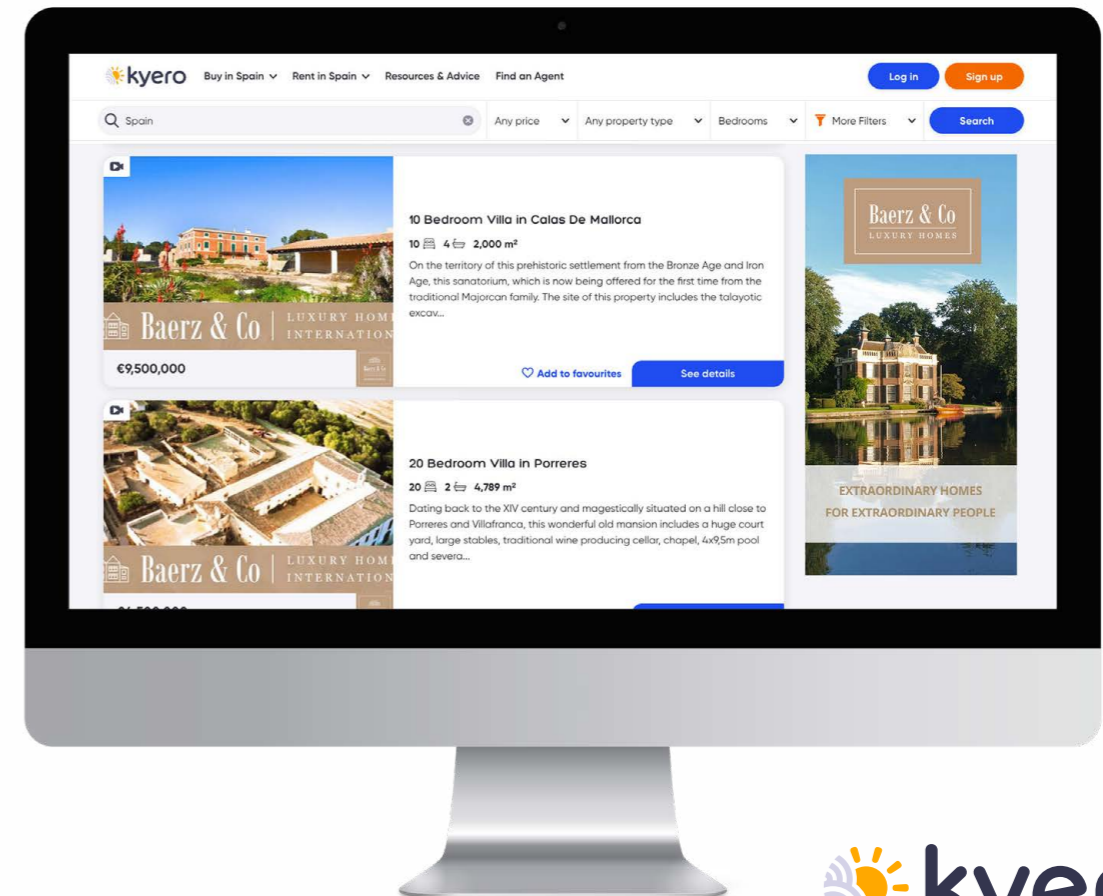 kyero Buy in Spain Rent in Spain Resources & Advice Find an Agent Log in Sign up
Spain Any price Any property type Bedrooms More Filters Search
10 Bedroom Villa in Calas De Mallorca
10 4 2,000 m²
On the territory of this prehistoric settlement from the Bronze Age and Iron
Age, this sanatorium, which is now being offered for the first time from the
traditional Majorcan family. The site of this property includes the talayotic
excav...
Baerz & Co LUXURY HOM
INTERNATION
€9,500,000
Add to favourites See details
20 Bedroom Villa in Porreres
20 2 4,789 m²
Dating back to the XIV century and magestically situated on a hill close to
Porreres and Villafranca, this wonderful old mansion includes a huge court
yard, large stables, traditional wine producing cellar, chapel, 4x9,5m pool
and severa...
Baerz & Co LUXURY HOM
INTERNATION
Baerz & Co
LUXURY HOMES
EXTRAORDINARY HOMES
FOR EXTRAORDINARY PEOPLE